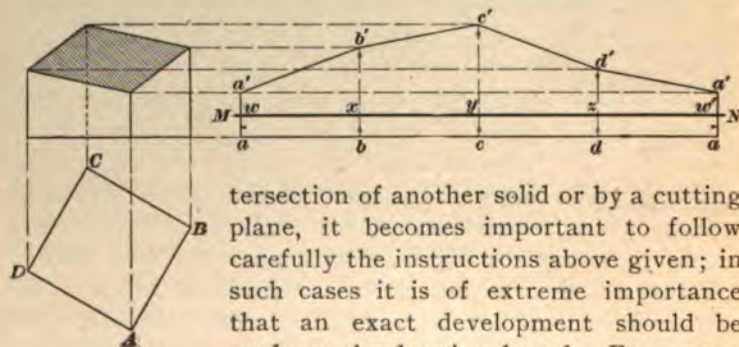 c'
b'
d'
a' a'
M w x y z w' N
a b c d a
C
B
D
A
tersection of another solid or by a cutting
plane, it becomes important to follow
carefully the instructions above given; in
such cases it is of extreme importance
that an exact development should be